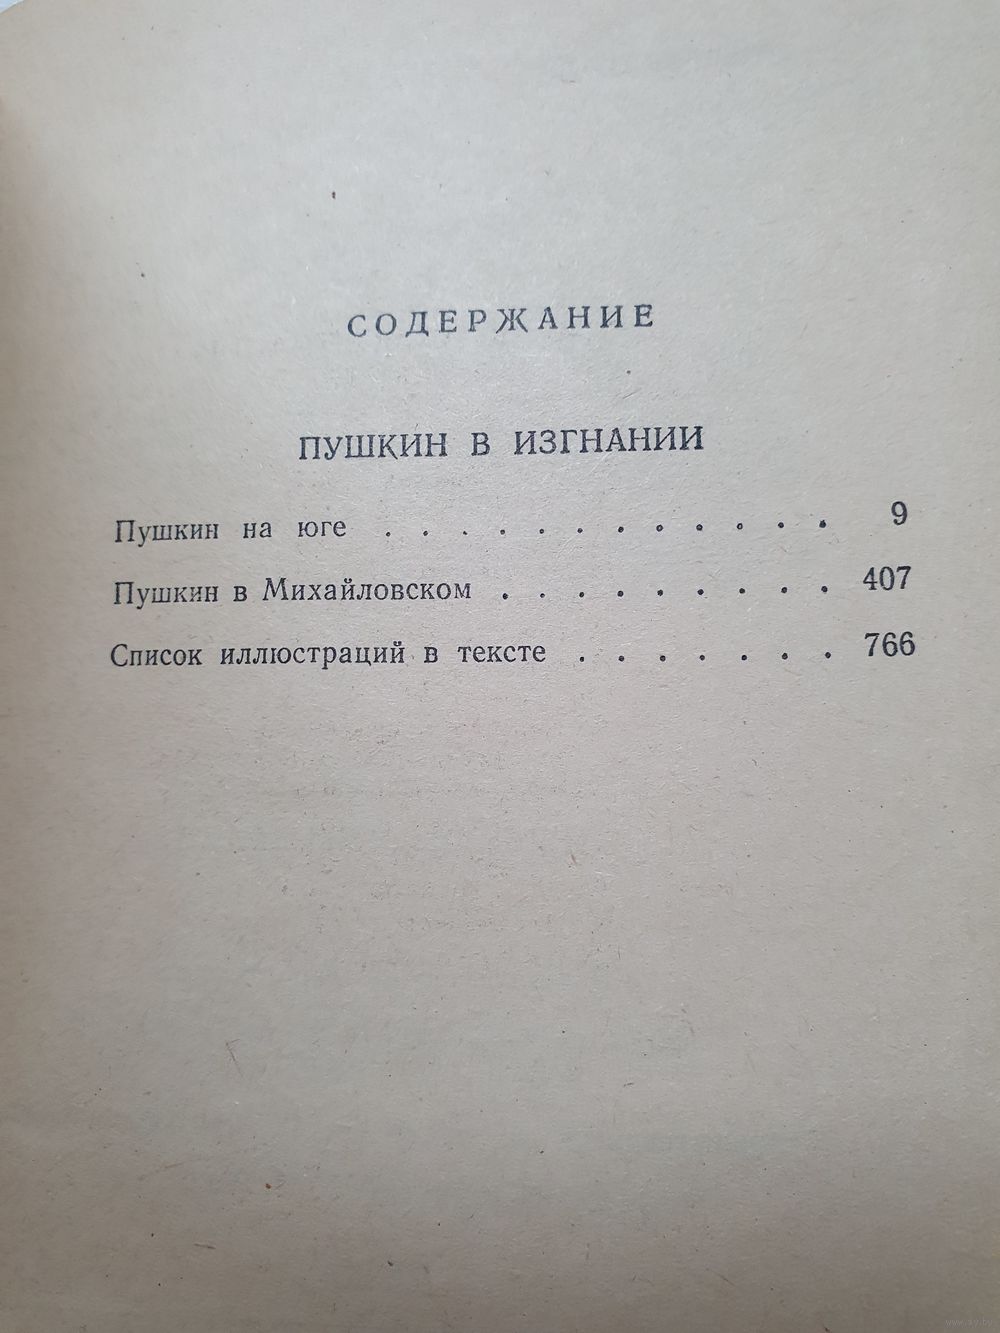 СОДЕРЖАНИЕ
ПУШКИН В ИЗГНАНИИ
Пушкин на юге . . . . . . . . . . . . 9
Пушкин в Михайловском . . . . . . . . . 407
Список иллюстраций в тексте . . . . . . . 766